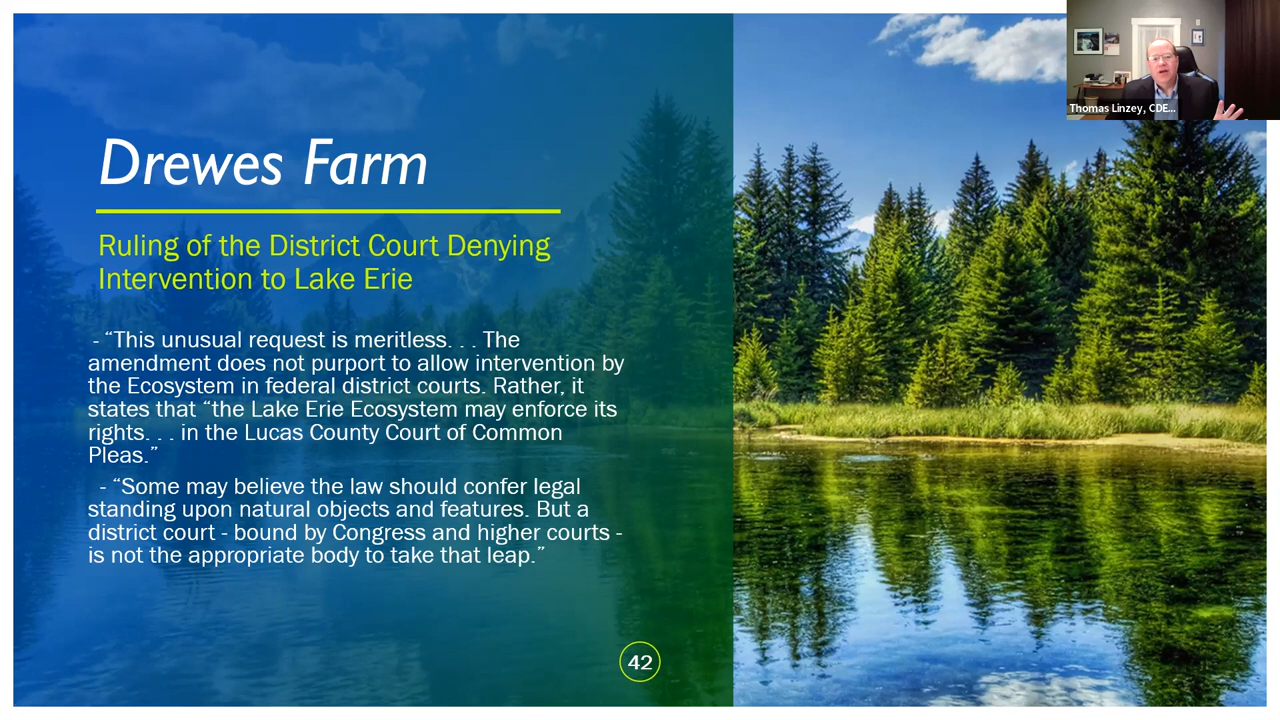 Drewes Farm
Ruling of the District Court Denying
Intervention to Lake Erie
- “This unusual request is meritless. . . The
amendment does not purport to allow intervention by
the Ecosystem in federal district courts. Rather, it
states that “the Lake Erie Ecosystem may enforce its
rights. . . in the Lucas County Court of Common
Pleas.”
- “Some may believe the law should confer legal
standing upon natural objects and features. But a
district court - bound by Congress and higher courts -
is not the appropriate body to take that leap.”
42
Thomas Linzey, CDE...